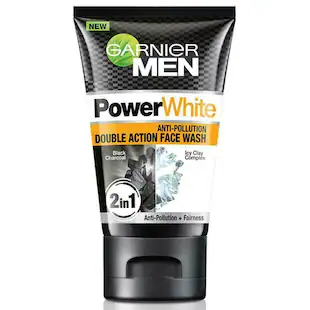 NEW
GARNIER
MEN
PowerWhite
ANTI-POLLUTION
DOUBLE ACTION FACE WASH
Black Charcoal
Icy Clay Complex
2in1
Anti-Pollution + Fairness